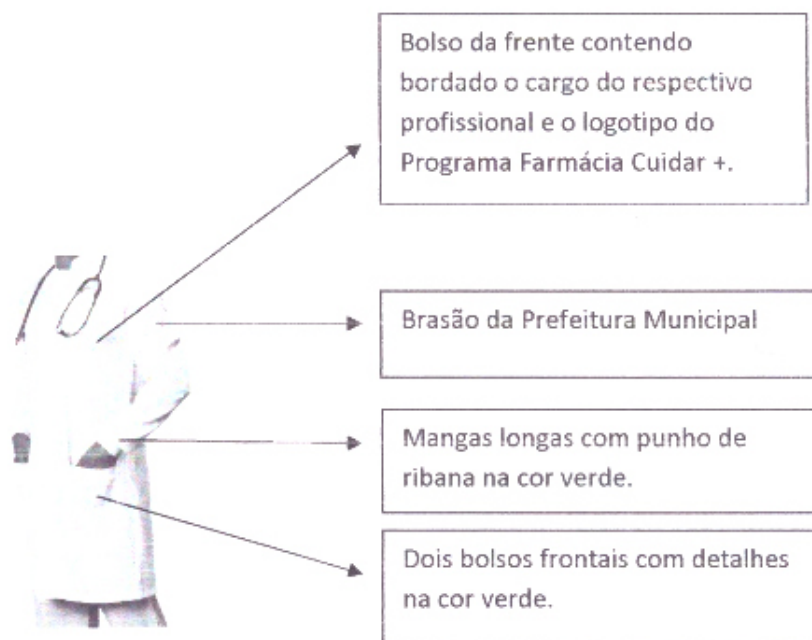 Bolso da frente contendo
bordado o cargo do respectivo
profissional e o logotipo do
Programa Farmácia Cuidar +.
Brasão da Prefeitura Municipal
Mangas longas com punho de
ribana na cor verde.
Dois bolsos frontais com detalhes
na cor verde.